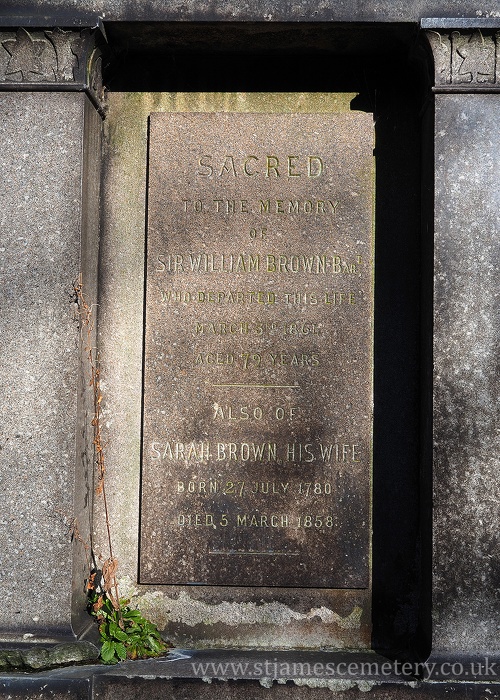 SACRED
TO THE MEMORY
OF
SIR WILLIAM BROWN BART
WHO DEPARTED THIS LIFE
MARCH 3RD
AGED 79 YEARS
ALSO OF
SARAH BROWN HIS WIFE
BORN 27 JULY 1780
DIED 5 MARCH 1858.
www.stjamescemetery.co.uk